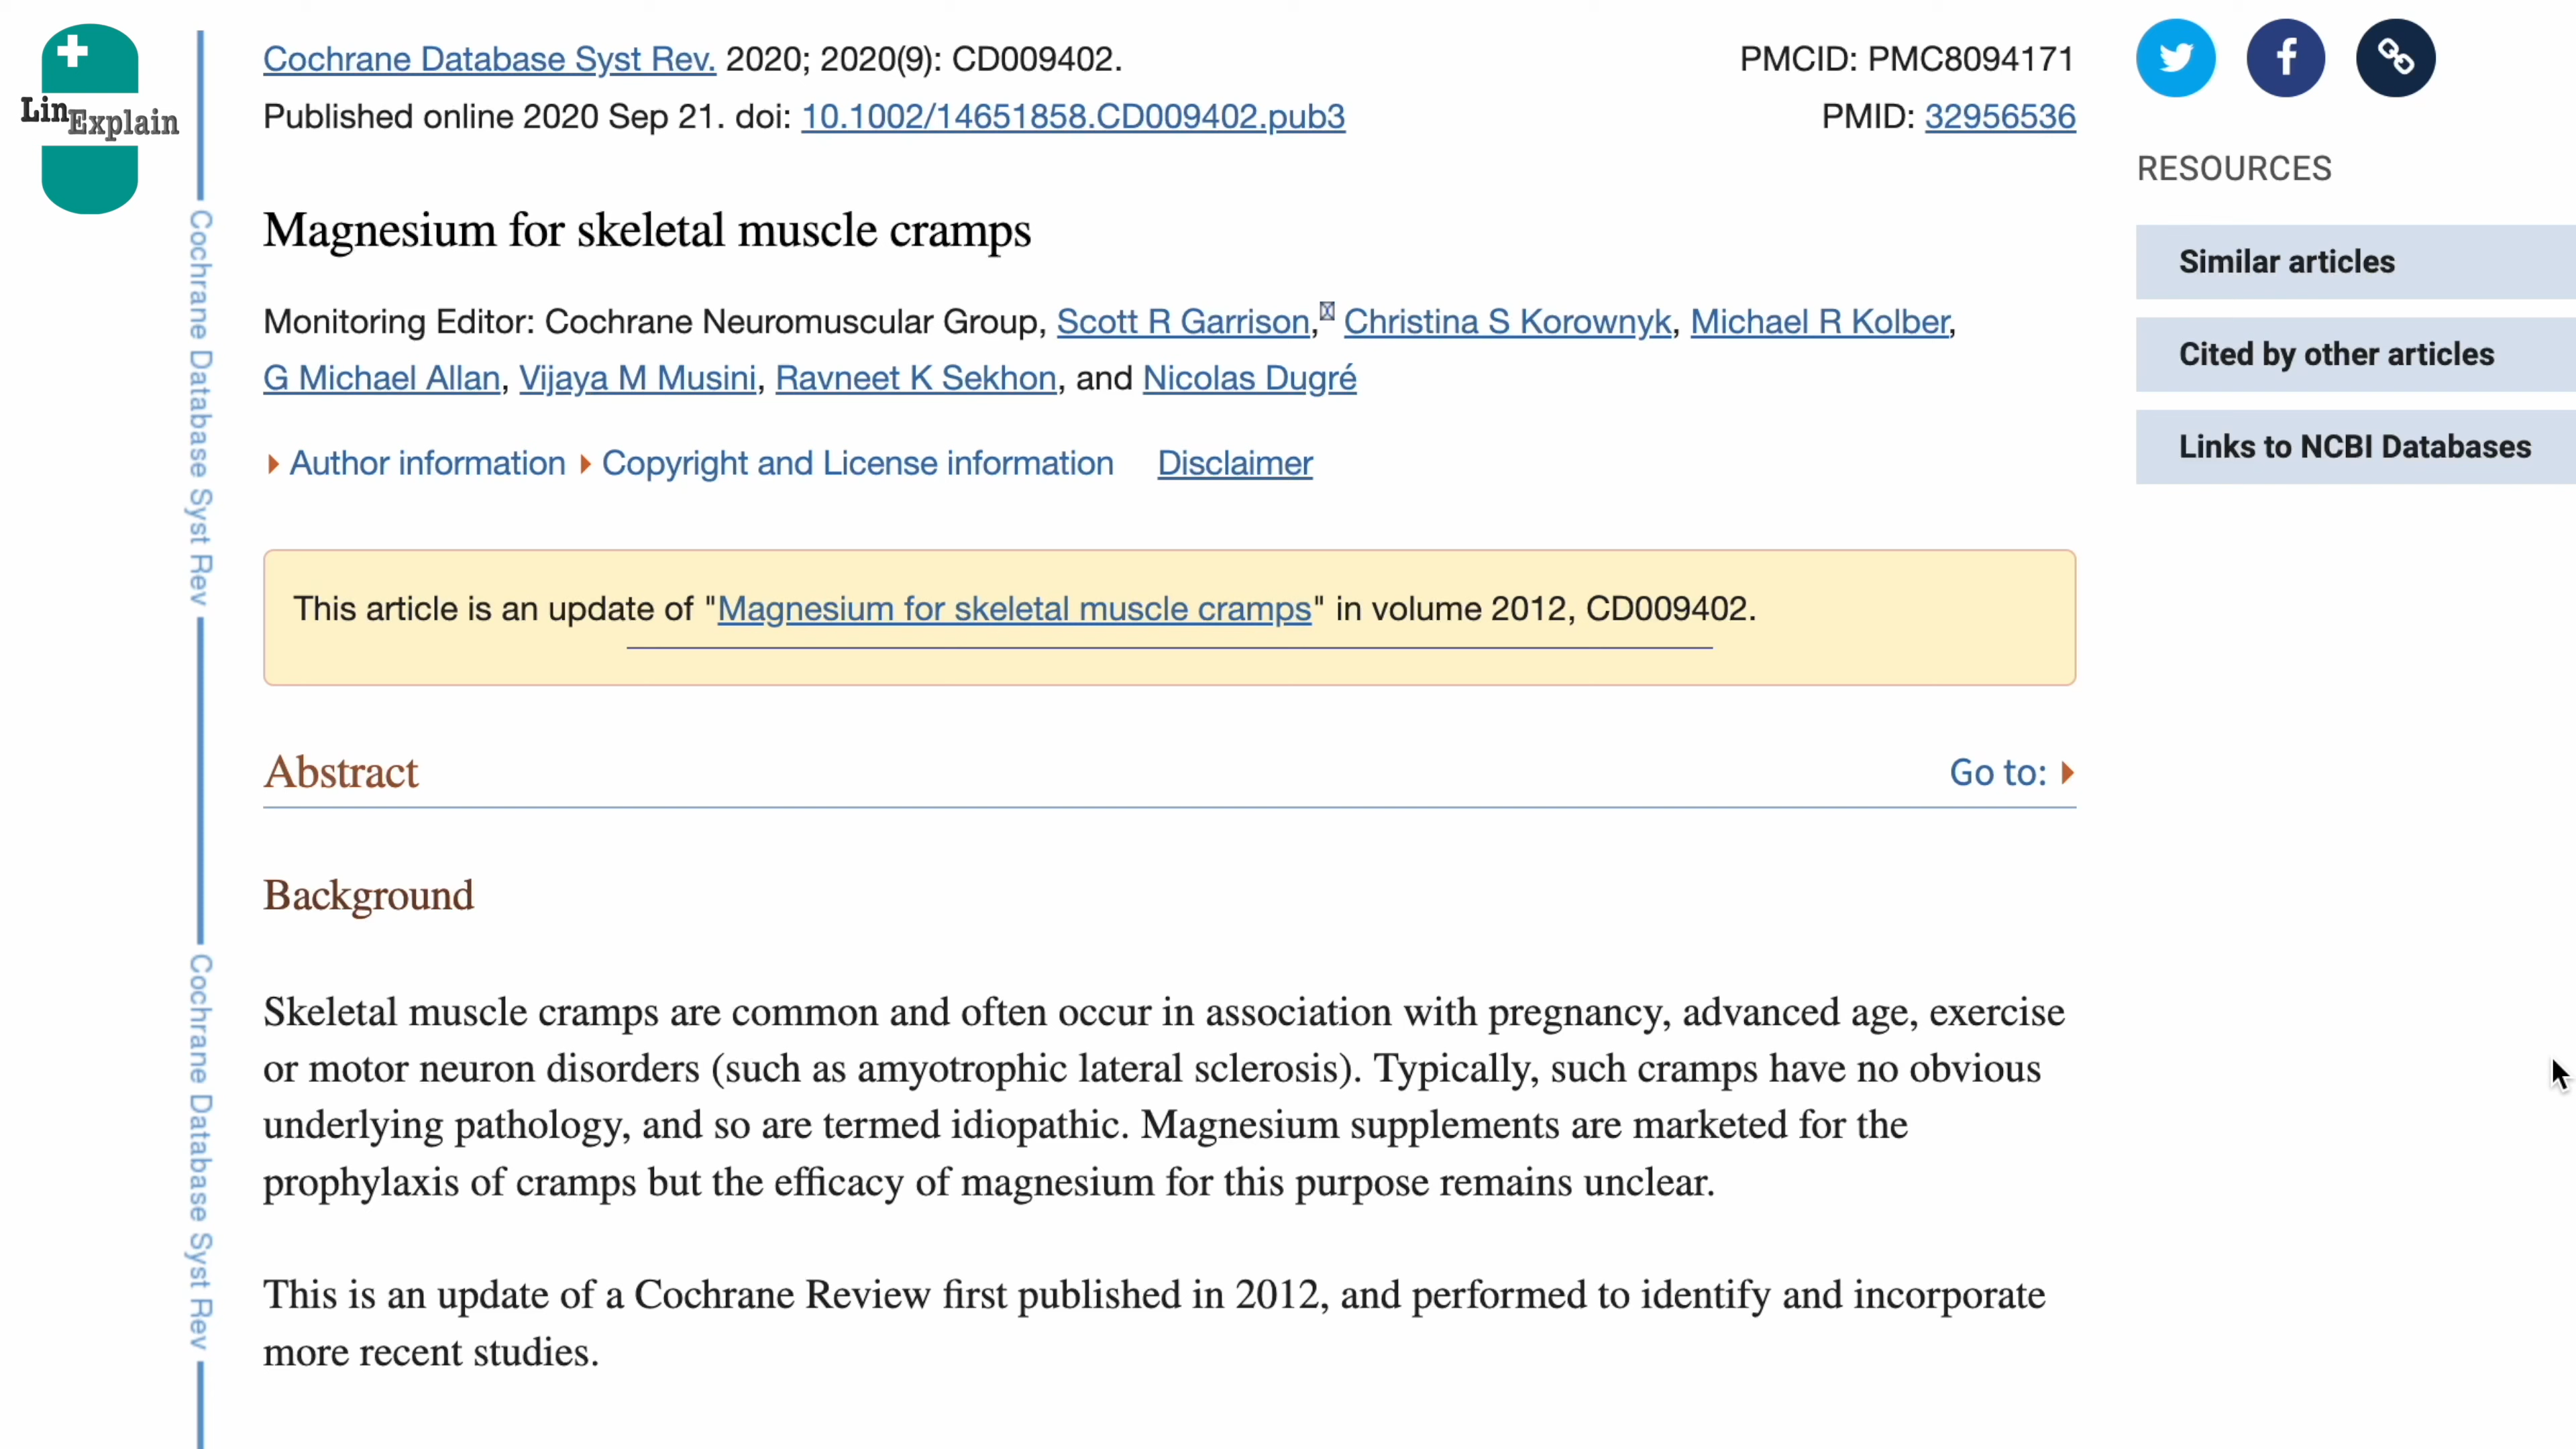 LinExplain
Cochrane Database Syst Rev. 2020; 2020(9): CD009402.
PMCID: PMC8094171
Published online 2020 Sep 21. doi: 10.1002/14651858.CD009402.pub3
PMID: 32956536
Magnesium for skeletal muscle cramps
Monitoring Editor: Cochrane Neuromuscular Group, Scott R Garrison, Christina S Korownyk, Michael R Kolber,
G Michael Allan, Vijaya M Musini, Ravneet K Sekhon, and Nicolas Dugré
Author information Copyright and License information Disclaimer
This article is an update of "Magnesium for skeletal muscle cramps" in volume 2012, CD009402.
Abstract
Go to:
Background
Skeletal muscle cramps are common and often occur in association with pregnancy, advanced age, exercise
or motor neuron disorders (such as amyotrophic lateral sclerosis). Typically, such cramps have no obvious
underlying pathology, and so are termed idiopathic. Magnesium supplements are marketed for the
prophylaxis of cramps but the efficacy of magnesium for this purpose remains unclear.
This is an update of a Cochrane Review first published in 2012, and performed to identify and incorporate
more recent studies.
RESOURCES
Similar articles
Cited by other articles
Links to NCBI Databases
Cochrane Database Syst Rev
Cochrane Database Syst Rev